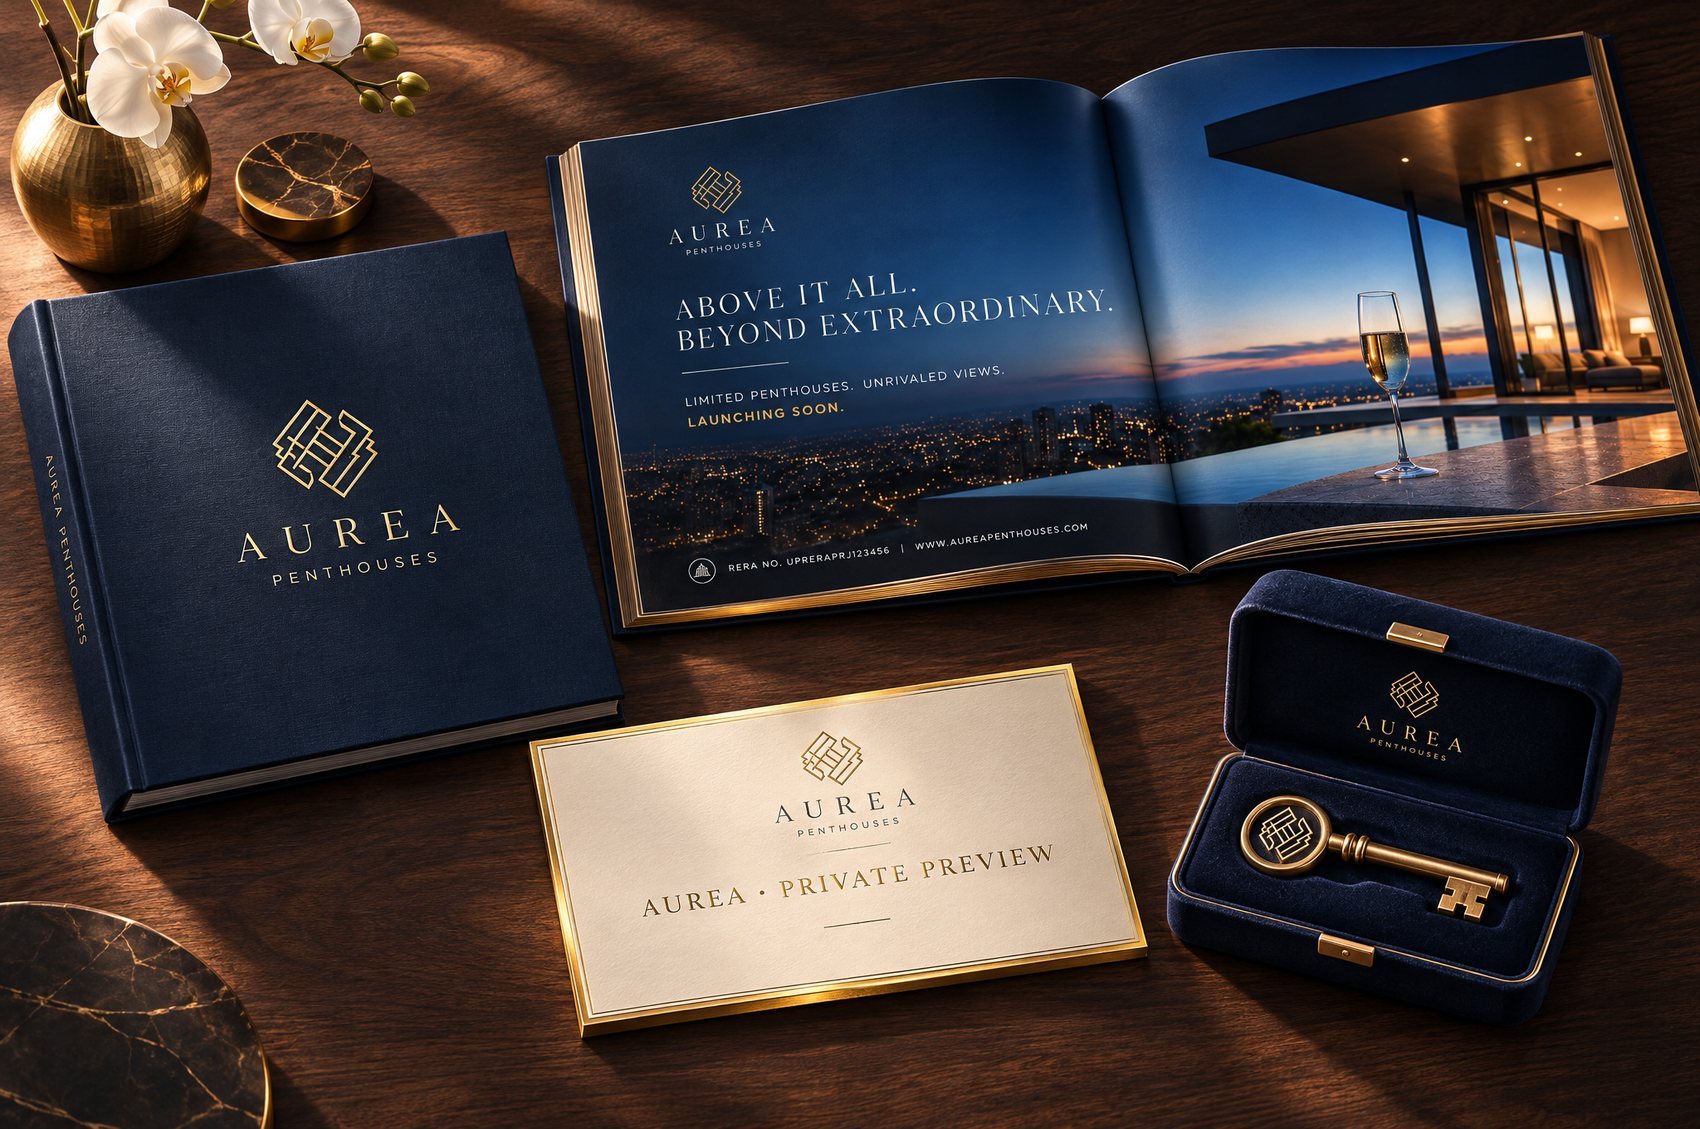 AUREA PENTHOUSES
AUREA
PENTHOUSES
AUREA
PENTHOUSES
ABOVE IT ALL.
BEYOND EXTRAORDINARY.
LIMITED PENTHOUSES. UNRIVALED VIEWS.
LAUNCHING SOON.
RERA NO. UPRERAPRJ123456 | WWW.AUREAPENTHOUSES.COM
AUREA
PENTHOUSES
AUREA • PRIVATE PREVIEW
AUREA
PENTHOUSES